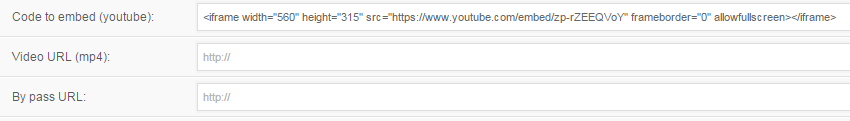 Code to embed (youtube): <iframe width="560" height="315" src="https://www.youtube.com/embed/zp-rZEEQVoY" frameborder="0" allowfullscreen></iframe>
Video URL (mp4): http://
By pass URL: http://